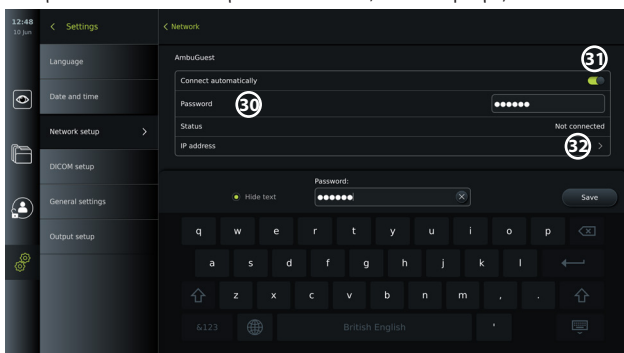 12:48
10 Jun
Settings
Network
Language
Date and time
Network setup
DICOM setup
General settings
Output setup
AmbuGuest
31
Connect automatically
Password
30
Status
Not connected
IP address
32
Password:
Hide text
Save
q w e r t y u i o p
a s d f g h j k l
z x c v b n m , .
&123
British English
'